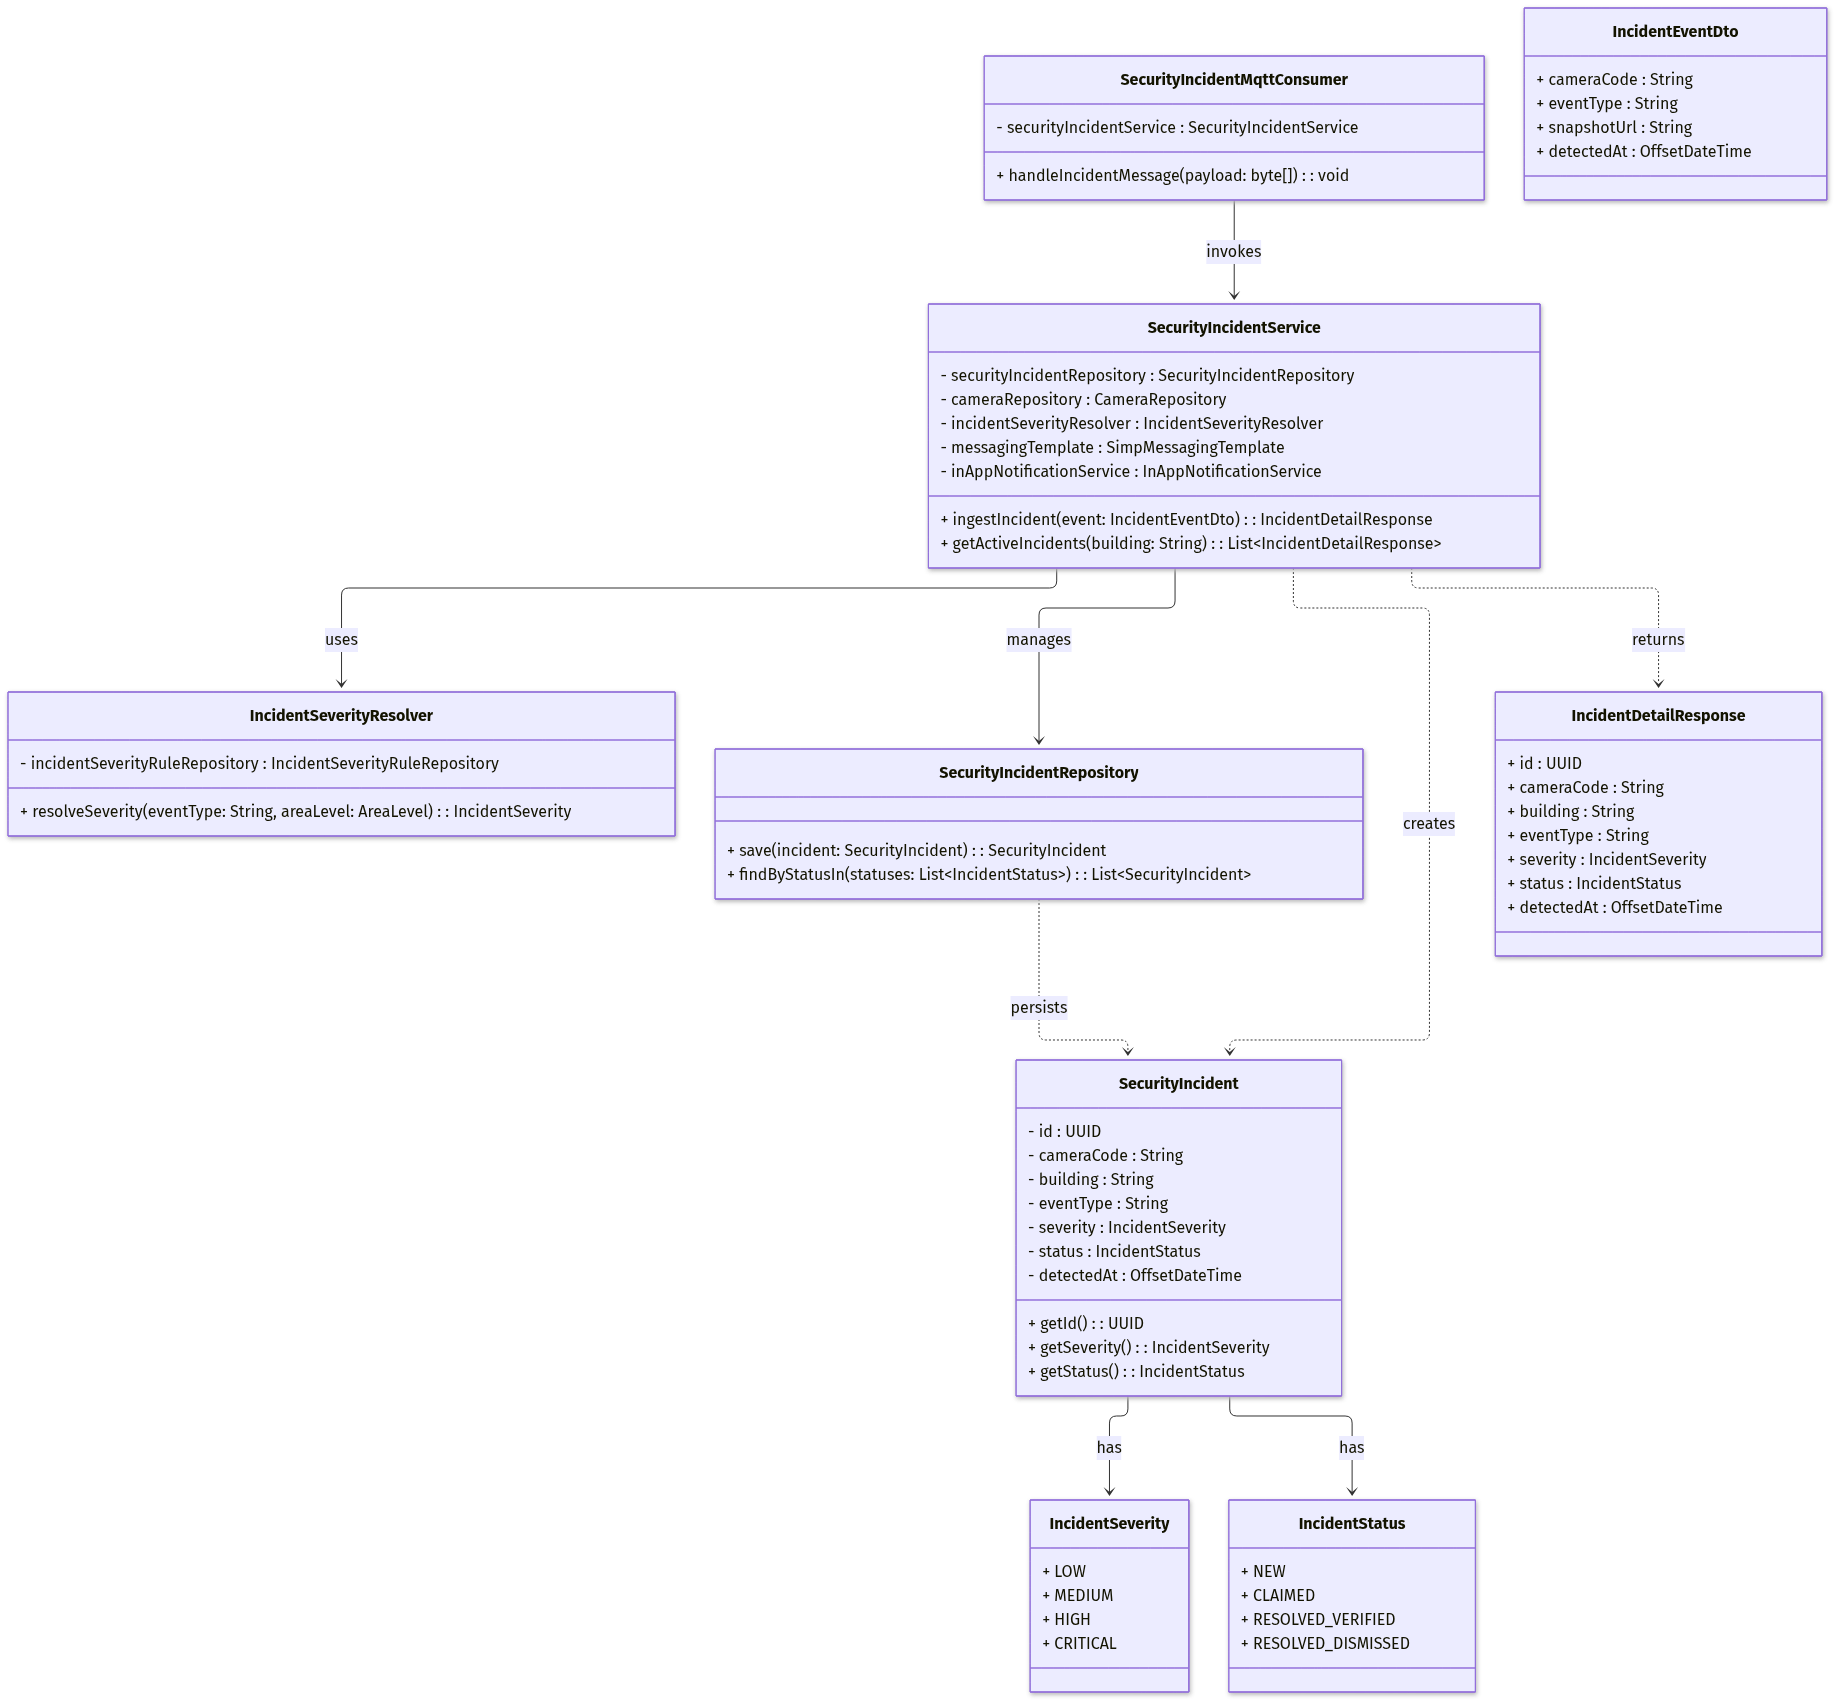 IncidentEventDto
+ cameraCode : String
+ eventType : String
+ snapshotUrl : String
+ detectedAt : OffsetDateTime
SecurityIncidentMqttConsumer
- securityIncidentService : SecurityIncidentService
+ handleIncidentMessage(payload: byte[]) : : void
invokes
SecurityIncidentService
- securityIncidentRepository : SecurityIncidentRepository
- cameraRepository : CameraRepository
- incidentSeverityResolver : IncidentSeverityResolver
- messagingTemplate : SimpMessagingTemplate
- inAppNotificationService : InAppNotificationService
+ ingestIncident(event: IncidentEventDto) : : IncidentDetailResponse
+ getActiveIncidents(building: String) : : List<IncidentDetailResponse>
uses
manages
returns
IncidentSeverityResolver
- incidentSeverityRuleRepository : IncidentSeverityRuleRepository
+ resolveSeverity(eventType: String, areaLevel: AreaLevel) : : IncidentSeverity
SecurityIncidentRepository
+ save(incident: SecurityIncident) : : SecurityIncident
+ findByStatusIn(statuses: List<IncidentStatus>) : : List<SecurityIncident>
creates
IncidentDetailResponse
+ id : UUID
+ cameraCode : String
+ building : String
+ eventType : String
+ severity : IncidentSeverity
+ status : IncidentStatus
+ detectedAt : OffsetDateTime
persists
SecurityIncident
- id : UUID
- cameraCode : String
- building : String
- eventType : String
- severity : IncidentSeverity
- status : IncidentStatus
- detectedAt : OffsetDateTime
+ getId() : : UUID
+ getSeverity() : : IncidentSeverity
+ getStatus() : : IncidentStatus
has
has
IncidentSeverity
+ LOW
+ MEDIUM
+ HIGH
+ CRITICAL
IncidentStatus
+ NEW
+ CLAIMED
+ RESOLVED_VERIFIED
+ RESOLVED_DISMISSED